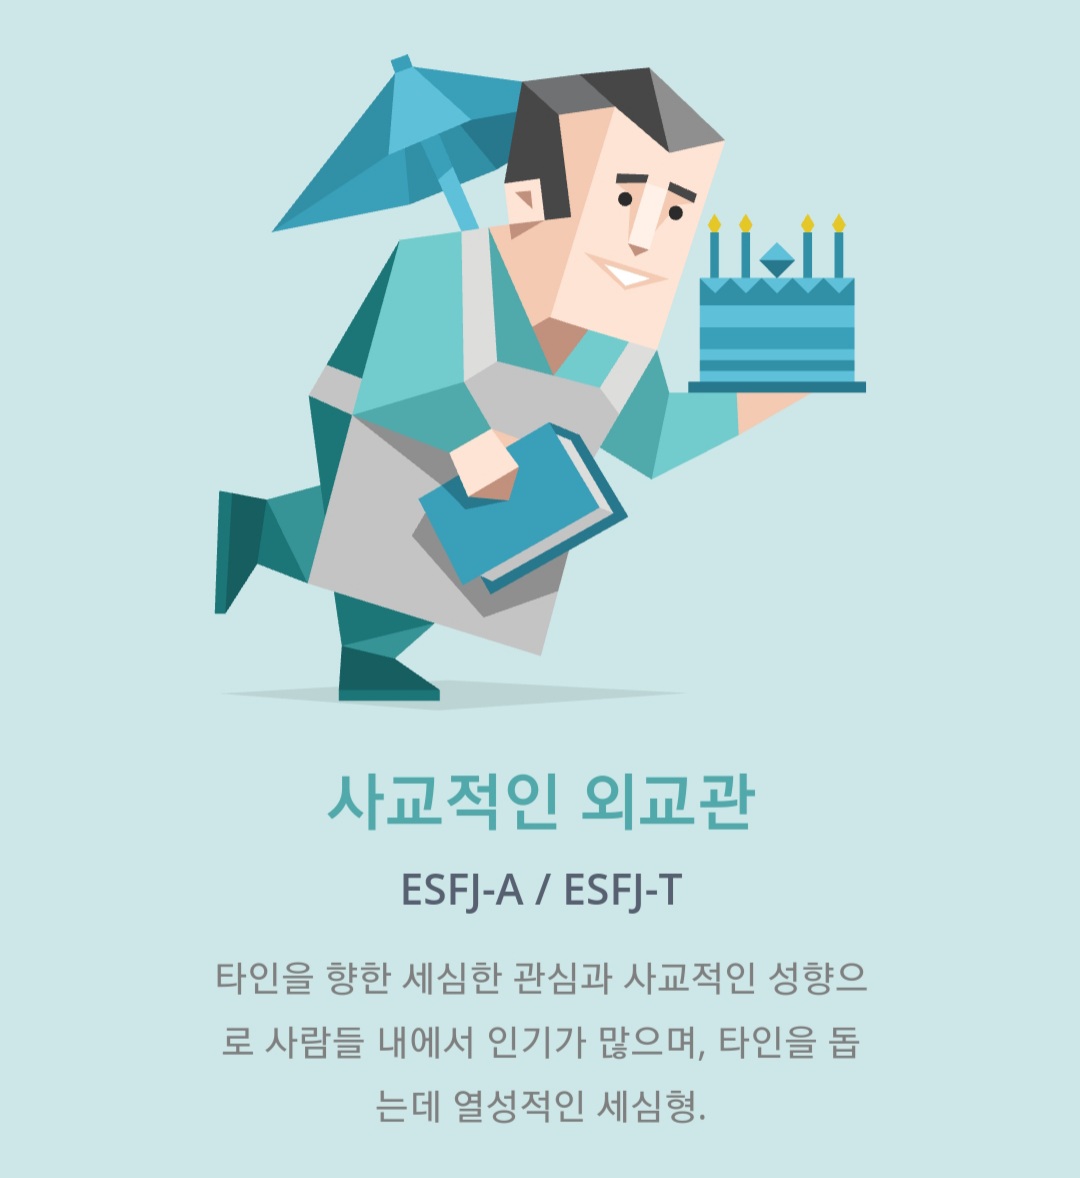 사교적인 외교관
ESFJ-A / ESFJ-T
타인을 향한 세심한 관심과 사교적인 성향으
로 사람들 내에서 인기가 많으며, 타인을 돕
는데 열성적인 세심형.